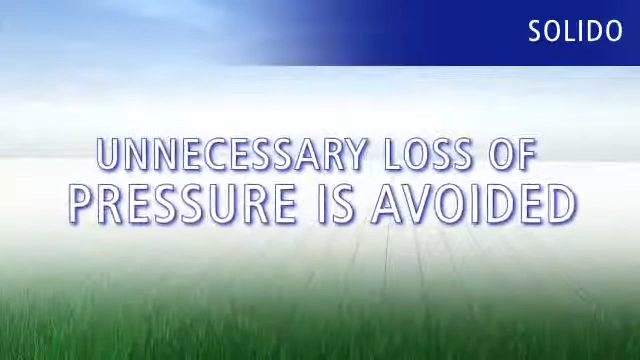 SOLIDO
UNNECESSARY LOSS OF
PRESSURE IS AVOIDED